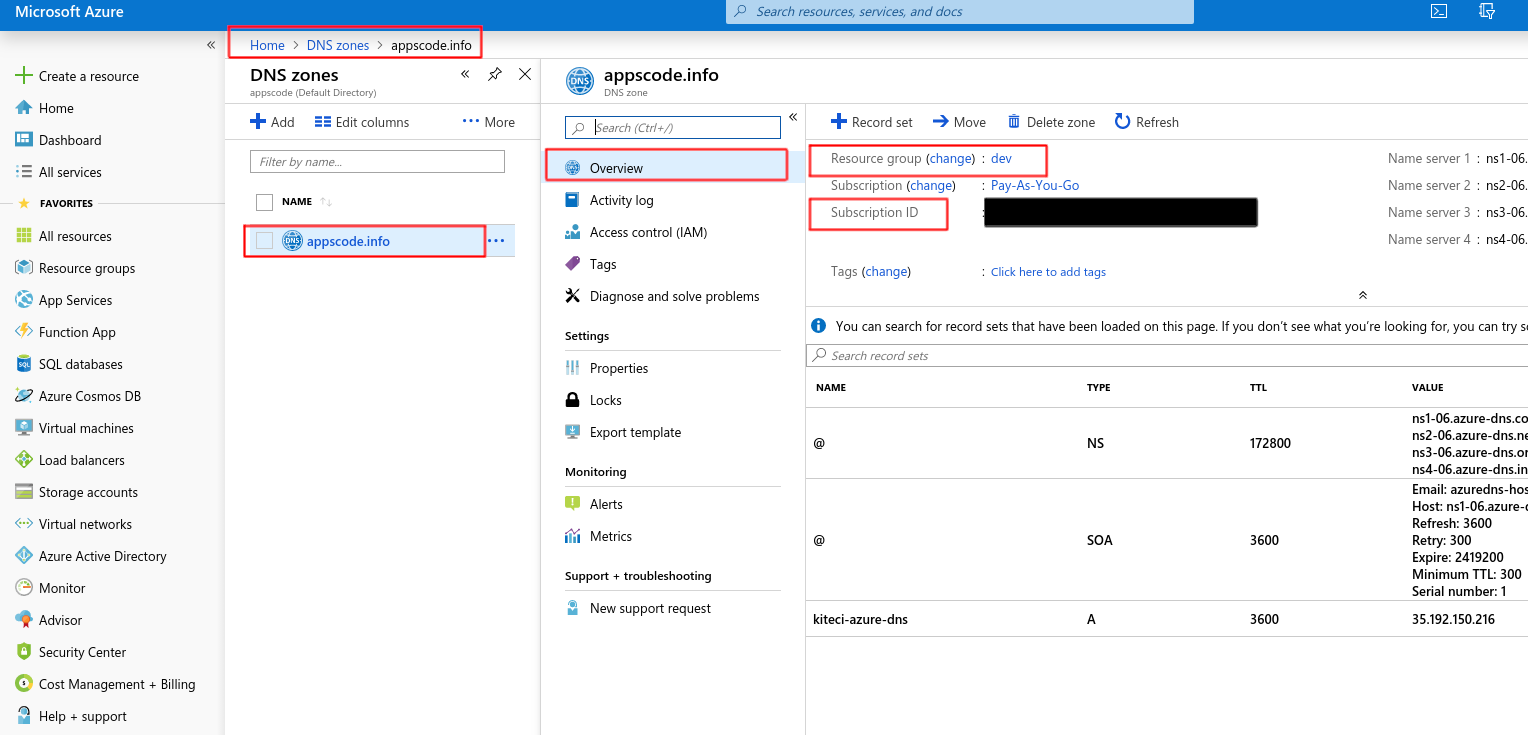 Microsoft Azure
Search resources, services, and docs
Create a resource
Home
Dashboard
All services
FAVORITES
All resources
Resource groups
App Services
Function App
SQL databases
Azure Cosmos DB
Virtual machines
Load balancers
Storage accounts
Virtual networks
Azure Active Directory
Monitor
Advisor
Security Center
Cost Management + Billing
Help + support
Home > DNS zones > appscode.info
DNS zones
appscode (Default Directory)
Add Edit columns ··· More
Filter by name...
NAME
DNS appscode.info ···
DNS appscode.info
DNS zone
Search (Ctrl+/)
Overview
Activity log
Access control (IAM)
Tags
Diagnose and solve problems
Settings
Properties
Locks
Export template
Monitoring
Alerts
Metrics
Support + troubleshooting
New support request
Record set Move Delete zone Refresh
Resource group (change) : dev Name server 1 : ns1-06.
Subscription (change) : Pay-As-You-Go Name server 2 : ns2-06.
Subscription ID : Name server 3 : ns3-06.
Name server 4 : ns4-06.
Tags (change) : Click here to add tags
You can search for record sets that have been loaded on this page. If you don't see what you're looking for, you can try
Search record sets
NAME TYPE TTL VALUE
@ NS 172800
ns1-06.azure-dns.co
ns2-06.azure-dns.ne
ns3-06.azure-dns.or
ns4-06.azure-dns.in
@ SOA 3600
Email: azuredns-hos
Host: ns1-06.azure-
Refresh: 3600
Retry: 300
Expire: 2419200
Minimum TTL: 300
Serial number: 1
kiteci-azure-dns A 3600 35.192.150.216